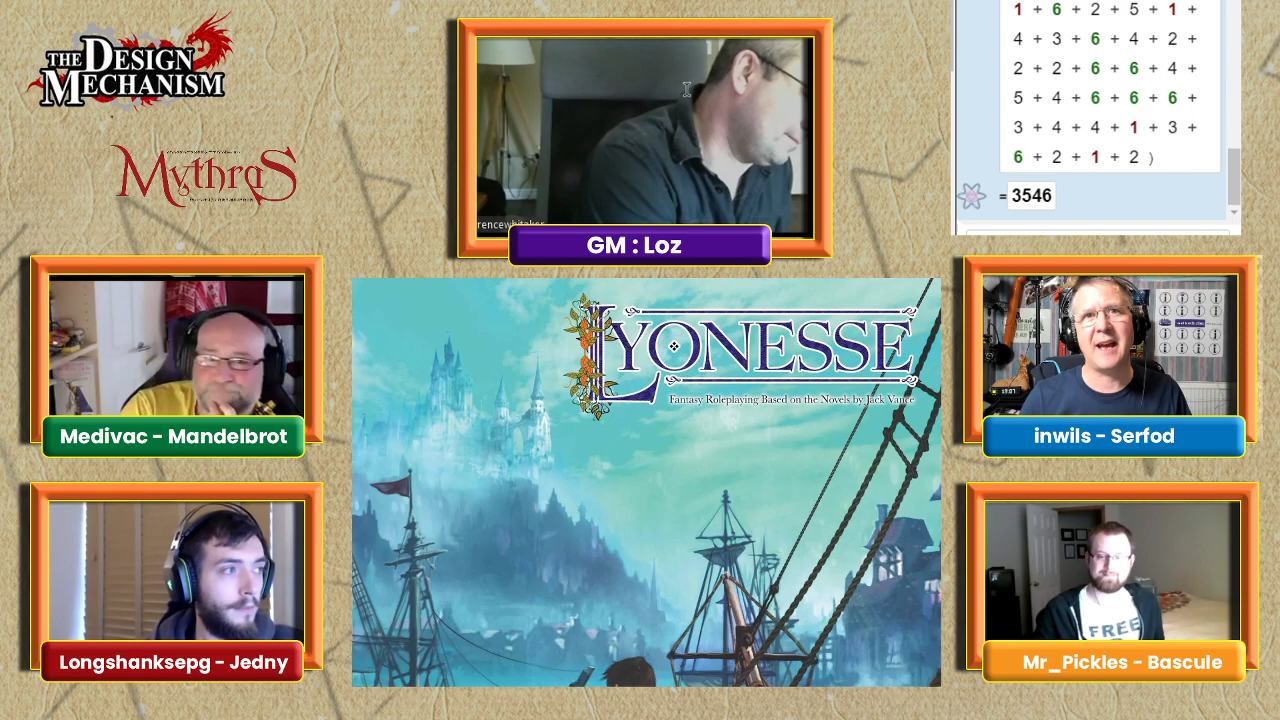 THE DESIGN
MECHANISM
MythraS
GM : Loz
1 + 6 + 2 + 5 + 1 +
4 + 3 + 6 + 4 + 2 +
2 + 2 + 6 + 6 + 4 +
5 + 4 + 6 + 6 + 6 +
3 + 4 + 4 + 1 + 3 +
6 + 2 + 1 + 2 )
= 3546
LYONESSE
Fantasy Roleplaying Based on the Novels by Jack Vance
Medivac - Mandelbrot
inwils - Serfod
19:07
Longshanksepg - Jedny
FREE
Mr_Pickles - Bascule